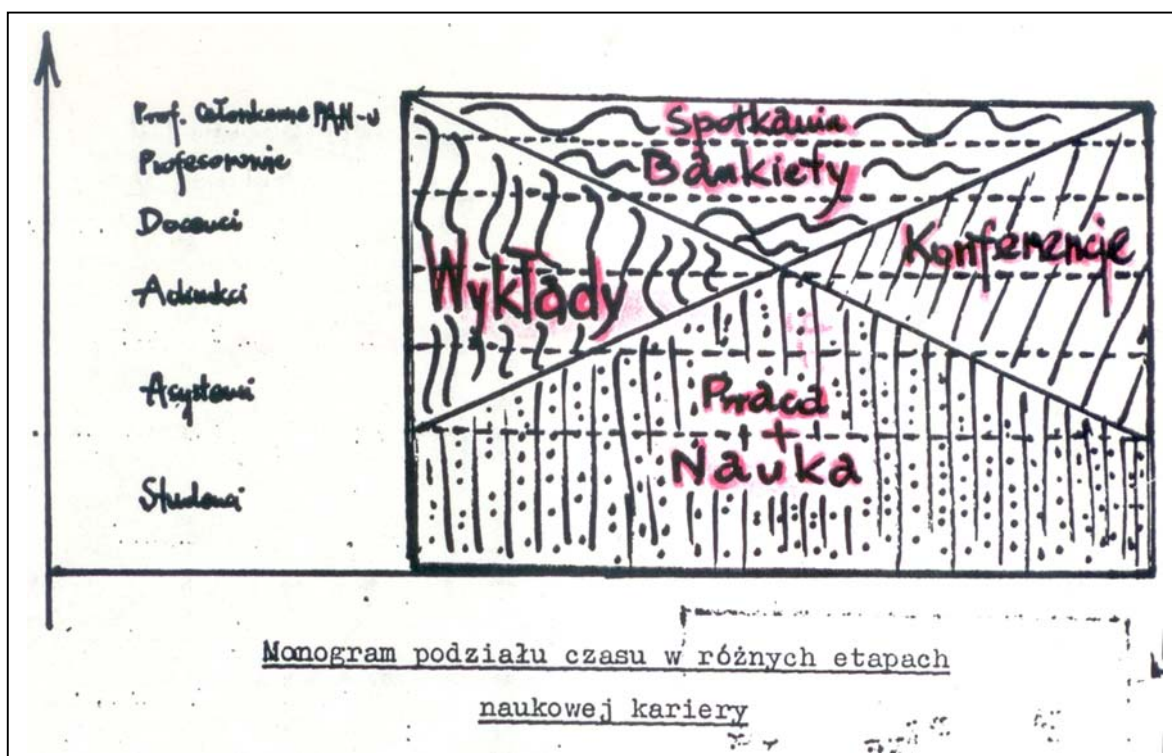 Prof. Członkowie PAN-u
Profesorowie
Docenci
Adiunkci
Asystenci
Studenci
Spotkania
Bankiety
Wykłady
Konferencje
Praca
+
Nauka
Monogram podziału czasu w różnych etapach
naukowej kariery